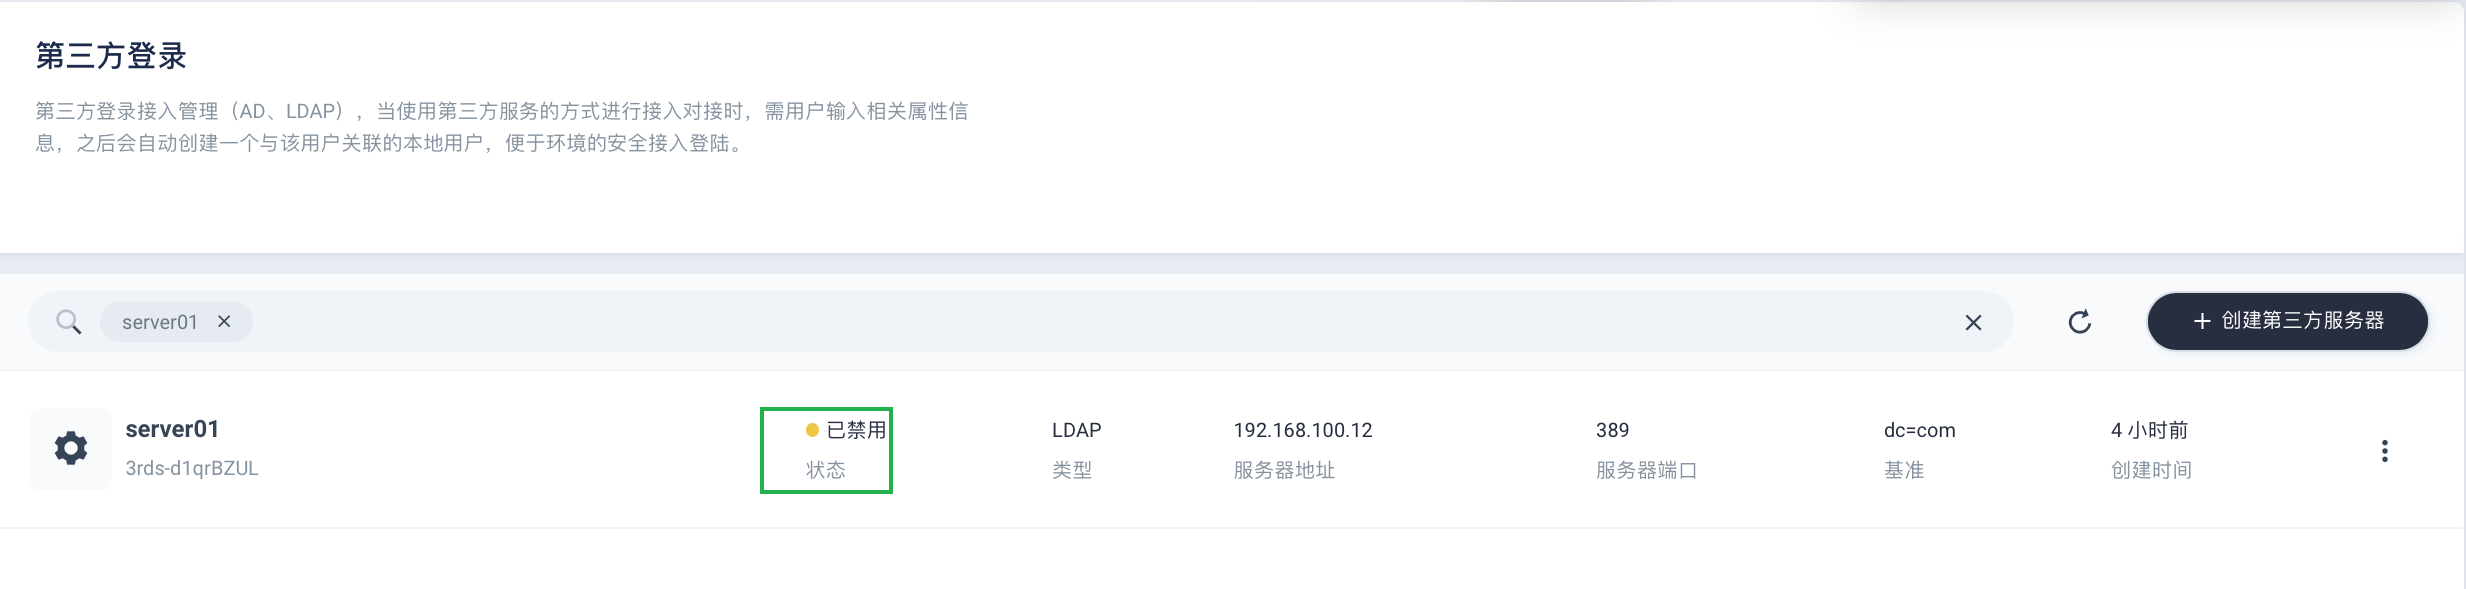 第三方登录
第三方登录接入管理（AD、LDAP），当使用第三方服务的方式进行接入对接时，需用户输入相关属性信
息，之后会自动创建一个与该用户关联的本地用户，便于环境的安全接入登陆。
server01
创建第三方服务器
server01 已禁用 LDAP 192.168.100.12 389 dc=com 4 小时前
3rds-d1qrBZUL 状态 类型 服务器地址 服务器端口 基准 创建时间